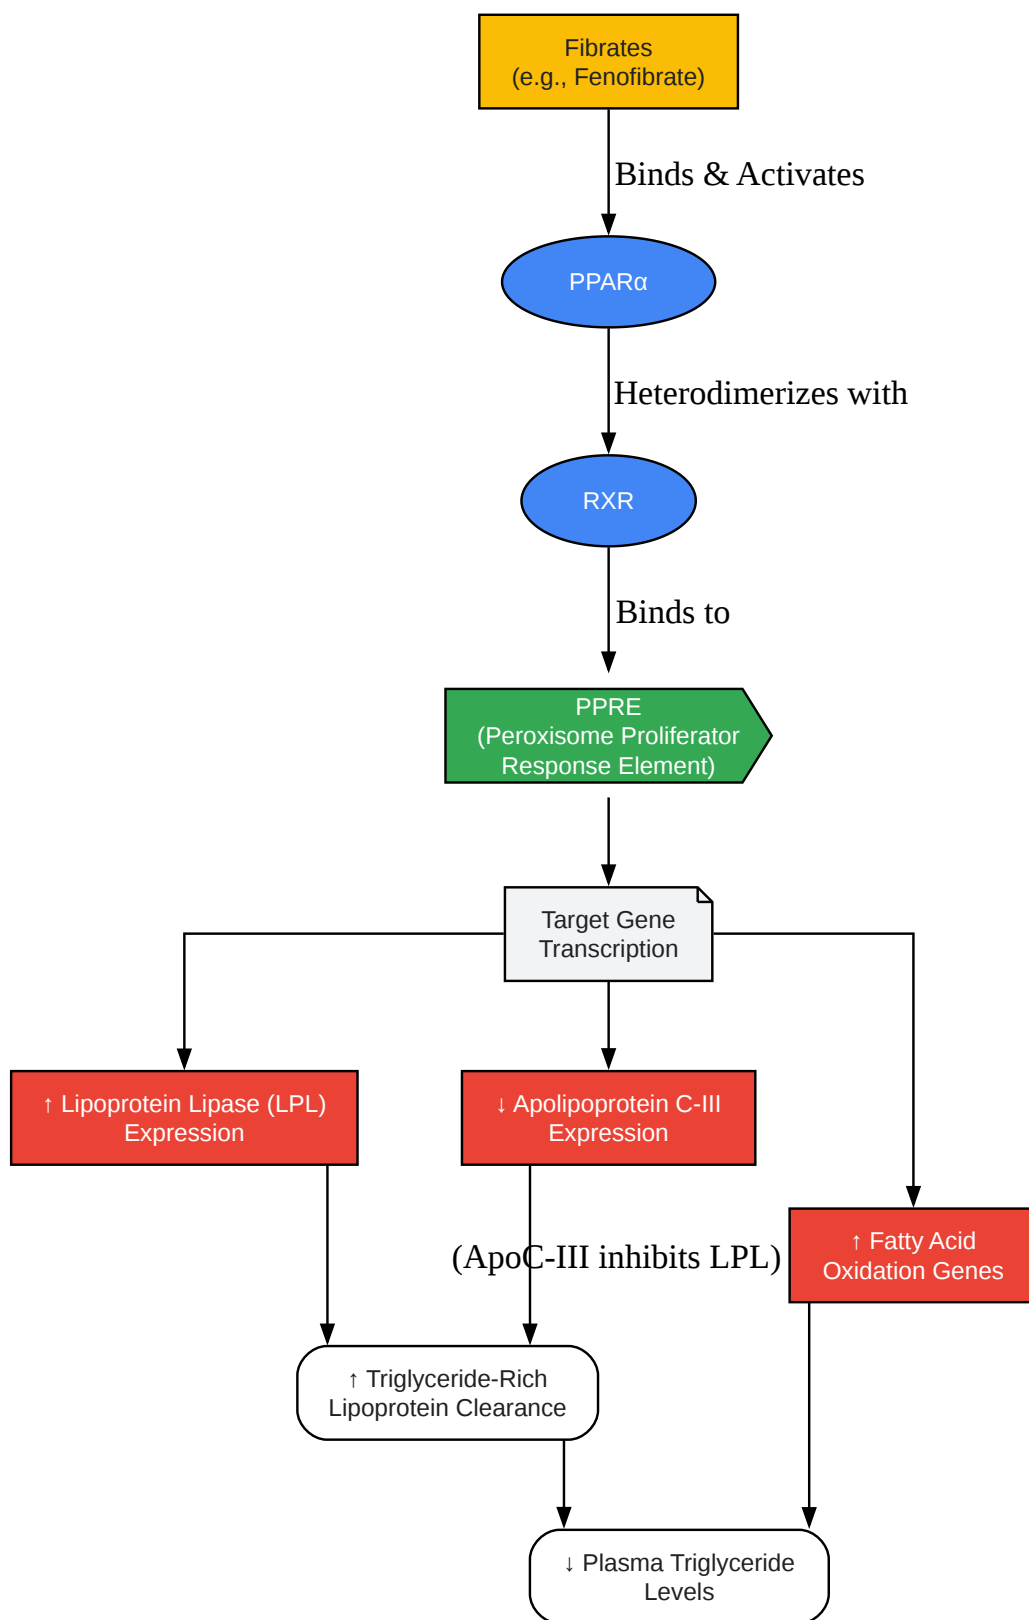 Fibrates
(e.g., Fenofibrate)
Binds & Activates
PPARα
Heterodimerizes with
RXR
Binds to
PPRE
(Peroxisome Proliferator
Response Element)
Target Gene
Transcription
↑ Lipoprotein Lipase (LPL)
Expression
↓ Apolipoprotein C-III
Expression
(ApoC-III inhibits LPL)
↑ Fatty Acid
Oxidation Genes
↑ Triglyceride-Rich
Lipoprotein Clearance
↓ Plasma Triglyceride
Levels